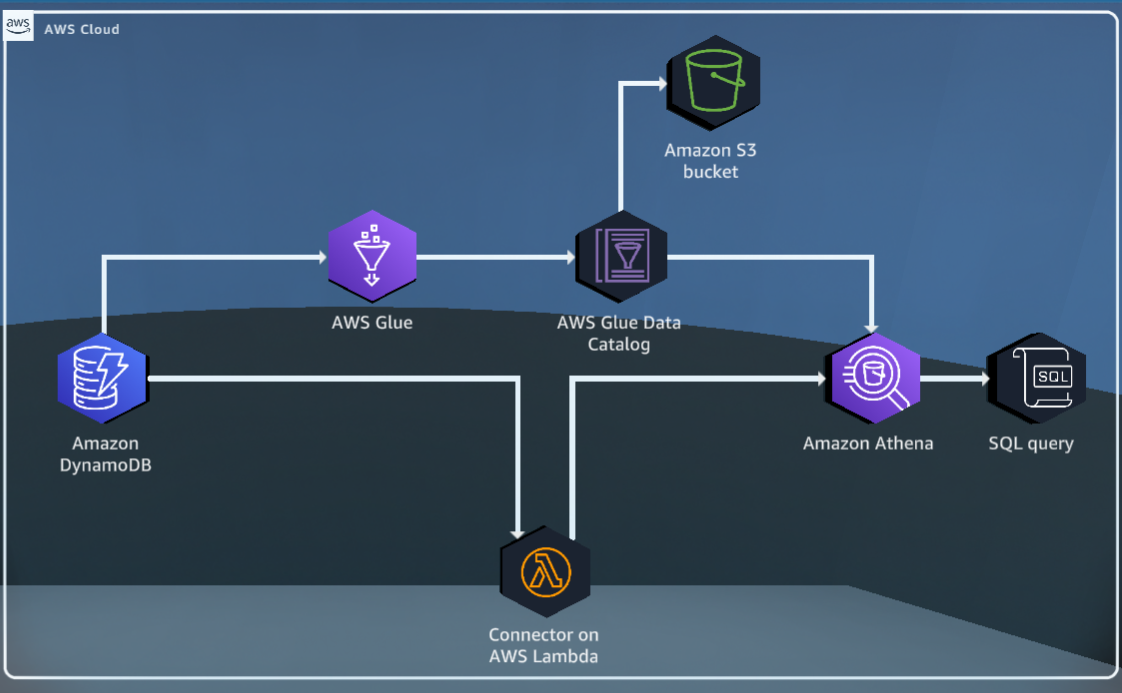 aws
AWS Cloud
Amazon S3
bucket
AWS Glue
AWS Glue Data
Catalog
Amazon
DynamoDB
Amazon Athena
SQL
SQL query
Connector on
AWS Lambda